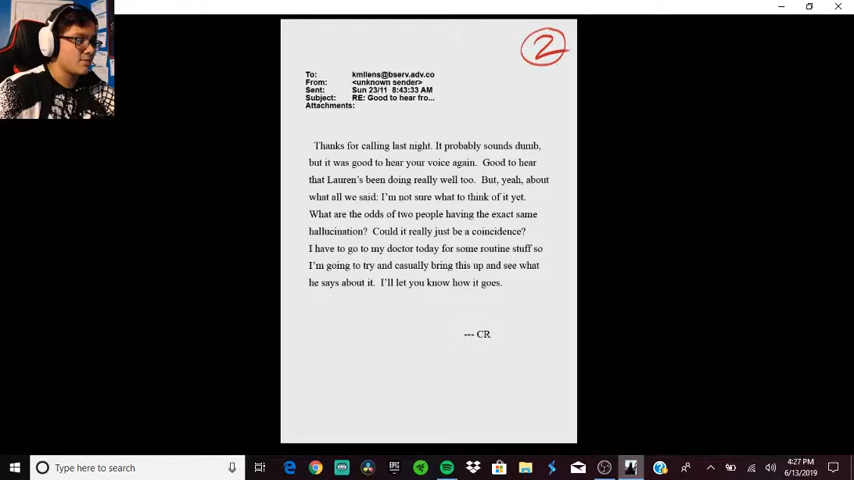 2
To: kmliens@bserv.adv.co
From: <unknown sender>
Sent: Sun 23/11 8:43:33 AM
Subject: RE: Good to hear fro...
Attachments:
Thanks for calling last night. It probably sounds dumb,
but it was good to hear your voice again. Good to hear
that Lauren's been doing really well too. But, yeah, about
what all we said: I'm not sure what to think of it yet.
What are the odds of two people having the exact same
hallucination? Could it really just be a coincidence?
I have to go to my doctor today for some routine stuff so
I'm going to try and casually bring this up and see what
he says about it. I'll let you know how it goes.
--- CR
Type here to search
EPIC
4:27 PM
6/13/2019